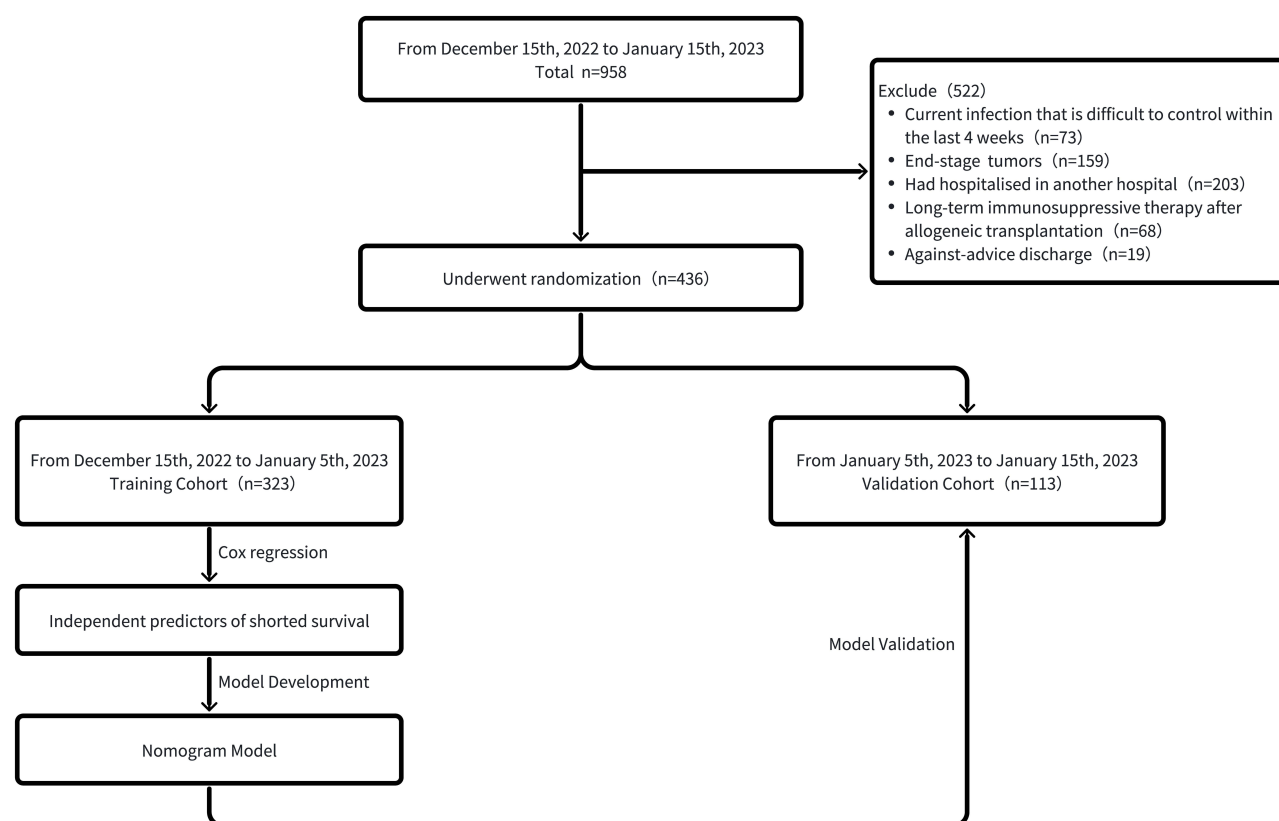 From December 15th, 2022 to January 15th, 2023
Total n=958
Exclude（522）
• Current infection that is difficult to control within
the last 4 weeks（n=73）
• End-stage tumors（n=159）
• Had hospitalised in another hospital（n=203）
• Long-term immunosuppressive therapy after
allogeneic transplantation（n=68）
• Against-advice discharge（n=19）
Underwent randomization（n=436）
From December 15th, 2022 to January 5th, 2023
Training Cohort（n=323）
From January 5th, 2023 to January 15th, 2023
Validation Cohort（n=113）
Cox regression
Independent predictors of shorted survival
Model Validation
Model Development
Nomogram Model